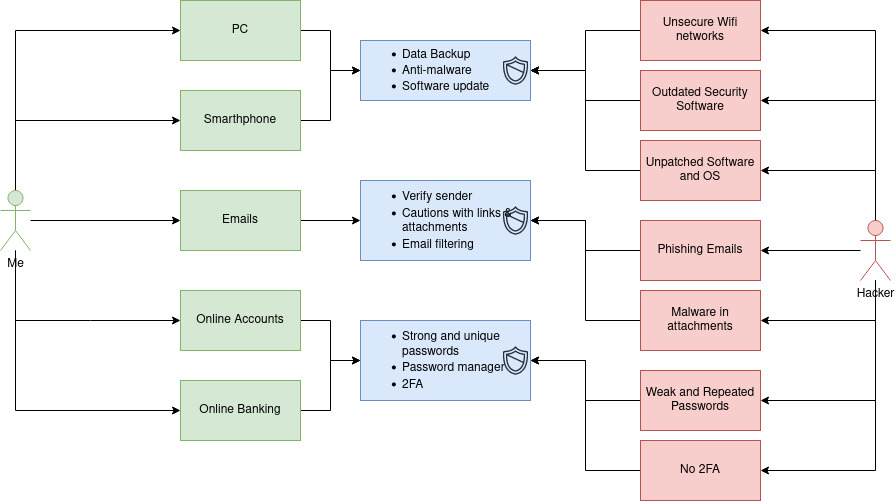 PC
Smarthphone
Emails
Me
Online Accounts
Online Banking
Data Backup
Anti-malware
Software update
Verify sender
Cautions with links &
attachments
Email filtering
Strong and unique
passwords
Password manager
2FA
Unsecure Wifi
networks
Outdated Security
Software
Unpatched Software
and OS
Phishing Emails
Malware in
attachments
Weak and Repeated
Passwords
No 2FA
Hacker